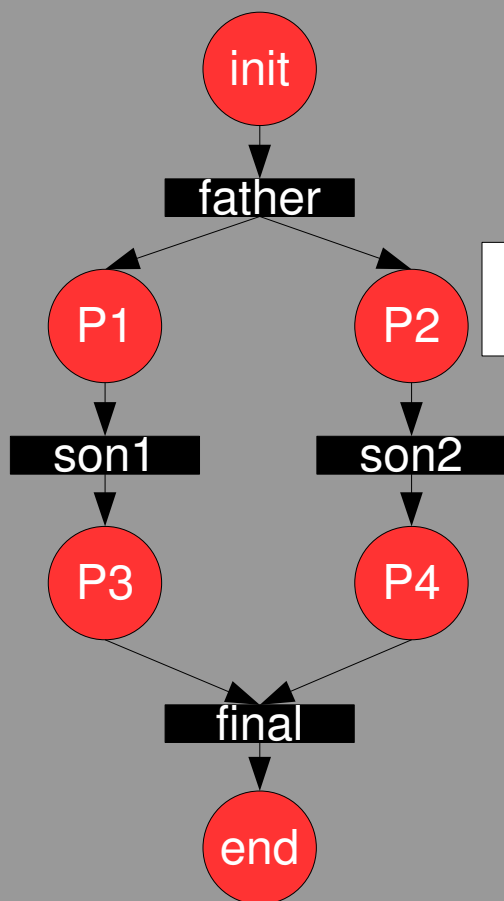 init
father
P1
P2
son1
son2
P3
P4
final
end